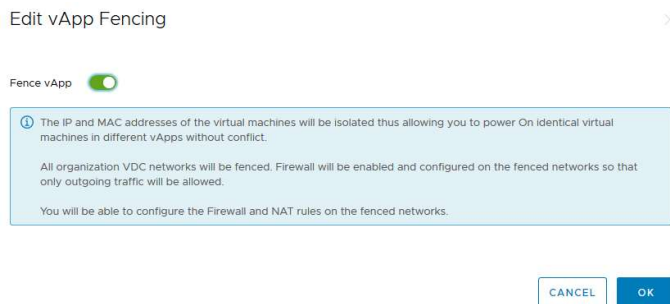 Edit vApp Fencing
Fence vApp
The IP and MAC addresses of the virtual machines will be isolated thus allowing you to power On identical virtual
machines in different vApps without conflict.
All organization VDC networks will be fenced. Firewall will be enabled and configured on the fenced networks so that
only outgoing traffic will be allowed.
You will be able to configure the Firewall and NAT rules on the fenced networks.
CANCEL
OK